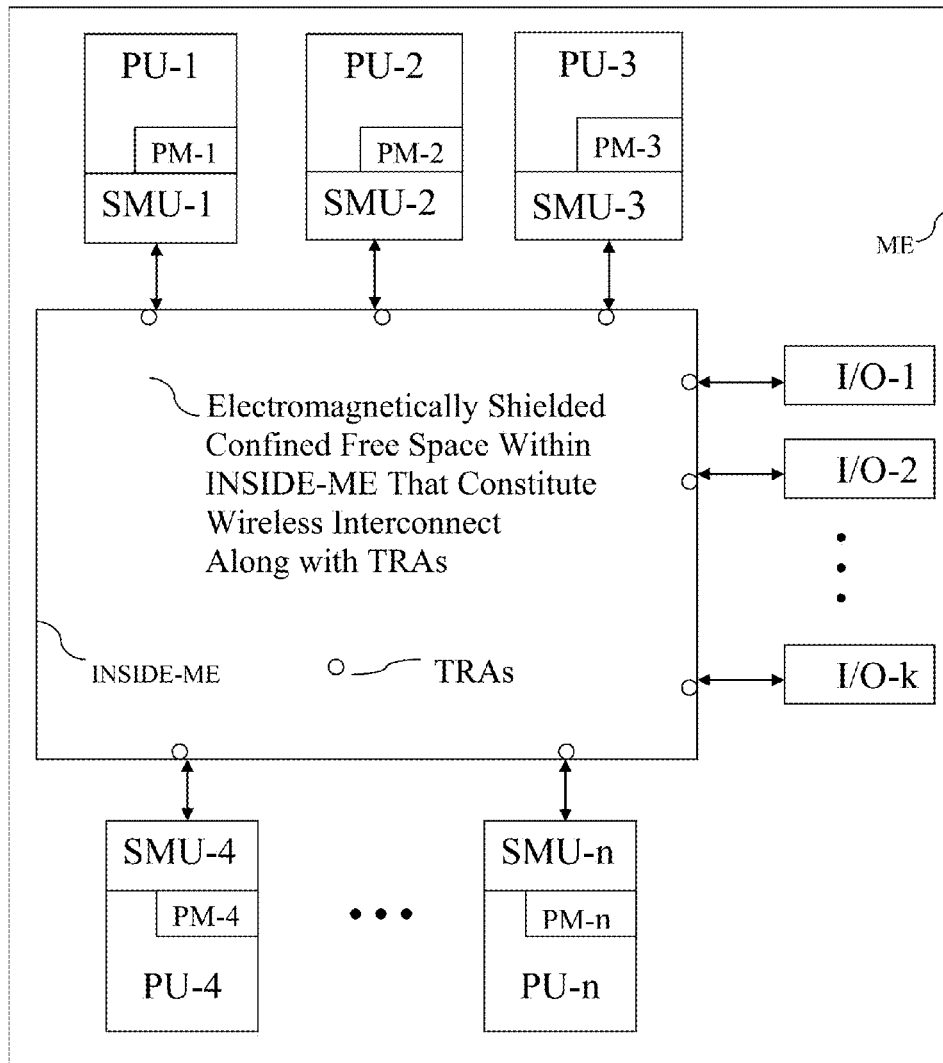 PU-1 PU-2 PU-3
PM-1 PM-2 PM-3
SMU-1 SMU-2 SMU-3
ME
I/O-1
Electromagnetically Shielded
Confined Free Space Within
INSIDE-ME That Constitute
Wireless Interconnect
Along with TRAs
I/O-2
INSIDE-ME
TRAs
I/O-k
SMU-4 SMU-n
PM-4 PM-n
PU-4 PU-n